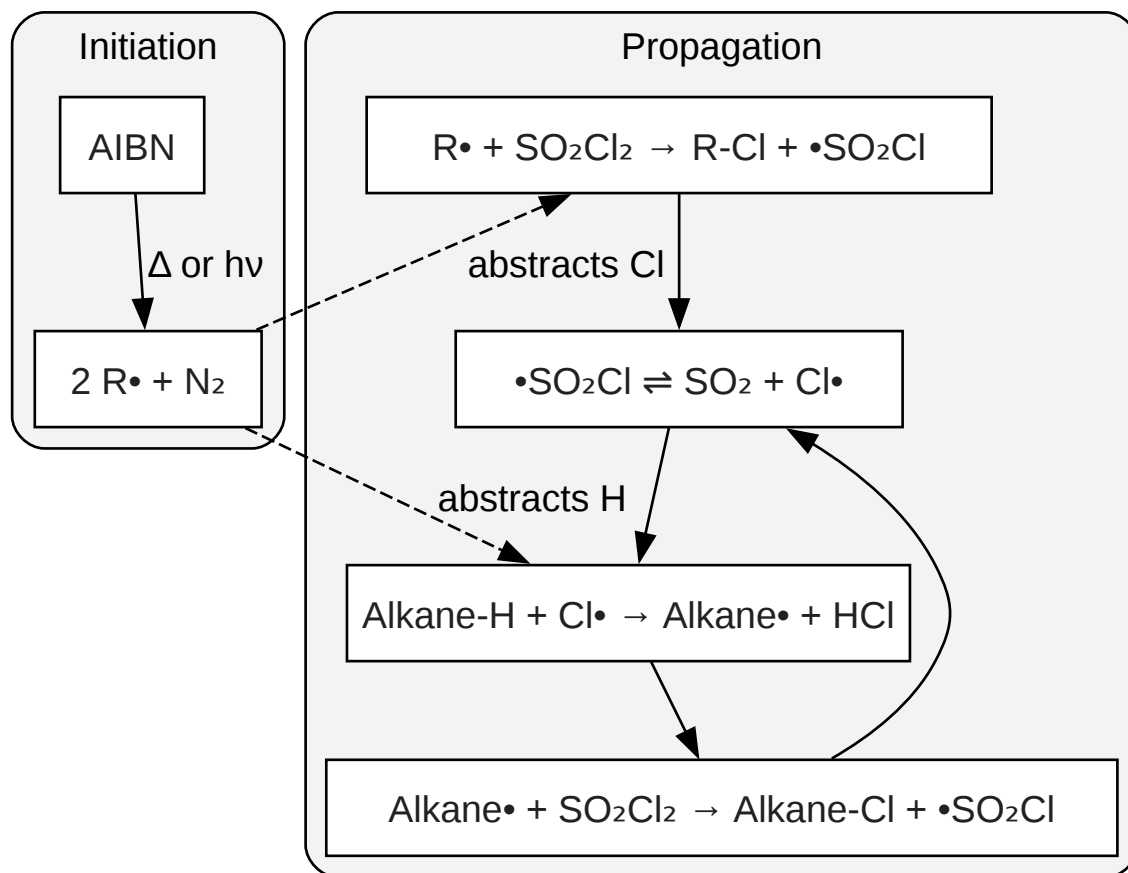 Initiation
AIBN
Δ or hν
2 R• + N₂
Propagation
R• + SO₂Cl₂ → R-Cl + •SO₂Cl
abstracts Cl
•SO₂Cl ⇌ SO₂ + Cl•
abstracts H
Alkane-H + Cl• → Alkane• + HCl
Alkane• + SO₂Cl₂ → Alkane-Cl + •SO₂Cl